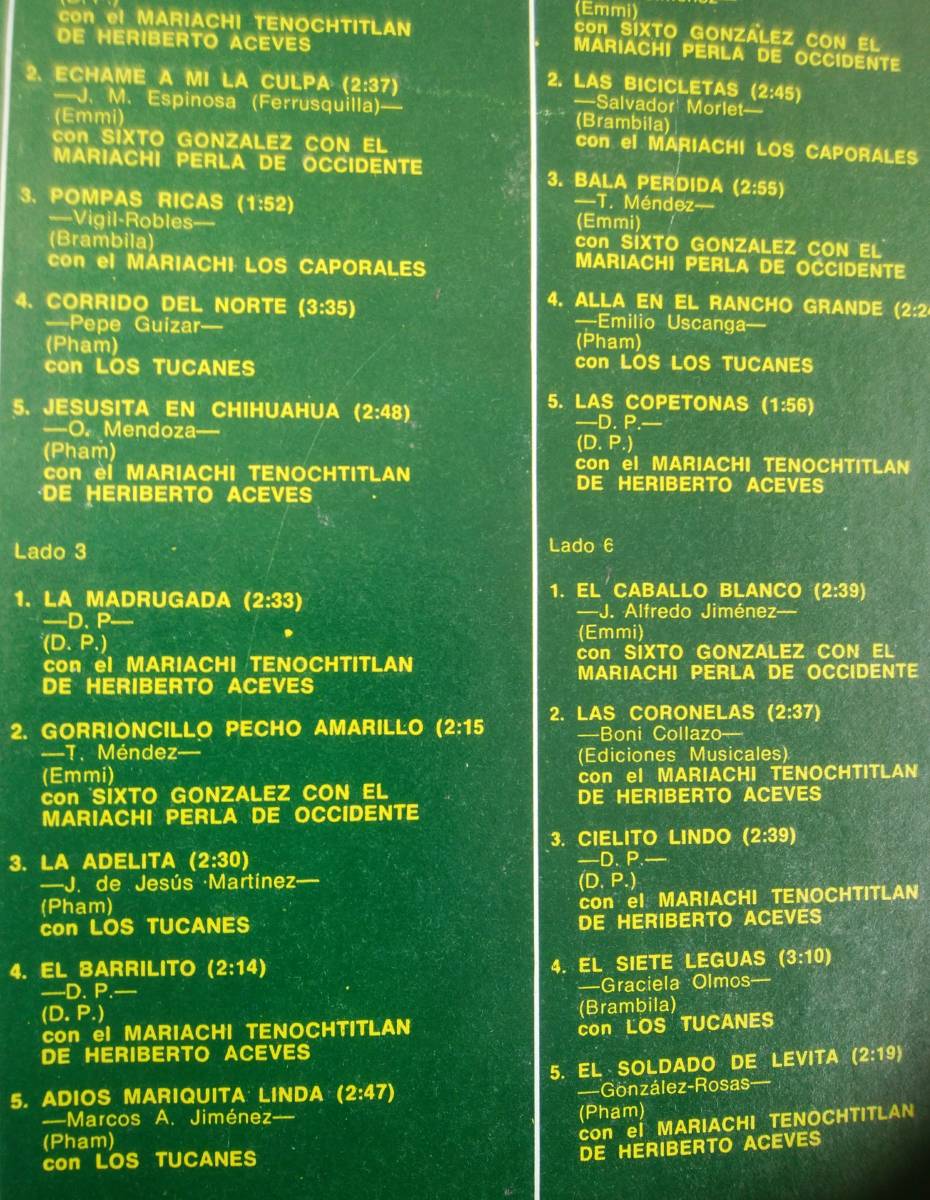 con el MARIACHI TENOCHTITLAN
DE HERIBERTO ACEVES
2. ECHAME A MI LA CULPA (2:37)
—J. M. Espinosa (Ferrusquilla)—
(Emmi)
con SIXTO GONZALEZ CON EL
MARIACHI PERLA DE OCCIDENTE
3. POMPAS RICAS (1:52)
—Vigil-Robles—
(Brambila)
con el MARIACHI LOS CAPORALES
4. CORRIDO DEL NORTE (3:35)
—Pepe Guízar—
(Pham)
con LOS TUCANES
5. JESUSITA EN CHIHUAHUA (2:48)
—O. Mendoza—
(Pham)
con el MARIACHI TENOCHTITLAN
DE HERIBERTO ACEVES
Lado 3
1. LA MADRUGADA (2:33)
—D. P—
(D. P.)
con el MARIACHI TENOCHTITLAN
DE HERIBERTO ACEVES
2. GORRIONCILLO PECHO AMARILLO (2:15
—T. Méndez—
(Emmi)
con SIXTO GONZALEZ CON EL
MARIACHI PERLA DE OCCIDENTE
3. LA ADELITA (2:30)
—J. de Jesús Martínez—
(Pham)
con LOS TUCANES
4. EL BARRILITO (2:14)
—D. P.—
(D. P.)
con el MARIACHI TENOCHTITLAN
DE HERIBERTO ACEVES
5. ADIOS MARIQUITA LINDA (2:47)
—Marcos A. Jiménez—
(Pham)
con LOS TUCANES
(Emmi)
con SIXTO GONZÁLEZ CON EL
MARIACHI PERLA DE OCCIDENTE
2. LAS BICICLETAS (2:45)
—Salvador Morlet—
(Brambila)
con el MARIACHI LOS CAPORALES
3. BALA PERDIDA (2:55)
—T. Méndez—
(Emmi)
con SIXTO GONZALEZ CON EL
MARIACHI PERLA DE OCCIDENTE
4. ALLA EN EL RANCHO GRANDE (2:24
—Emilio Uscanga—
(Pham)
con LOS LOS TUCANES
5. LAS COPETONAS (1:56)
—D. P.—
(D. P.)
con el MARIACHI TENOCHTITLAN
DE HERIBERTO ACEVES
Lado 6
1. EL CABALLO BLANCO (2:39)
—J. Alfredo Jiménez—
(Emmi)
con SIXTO GONZALEZ CON EL
MARIACHI PERLA DE OCCIDENTE
2. LAS CORONELAS (2:37)
—Boni Collazo—
(Ediciones Musicales)
con el MARIACHI TENOCHTITLAN
DE HERIBERTO ACEVES
3. CIELITO LINDO (2:39)
—D. P.—
(D. P.)
con el MARIACHI TENOCHTITLAN
DE HERIBERTO ACEVES
4. EL SIETE LEGUAS (3:10)
—Graciela Olmos—
(Brambila)
con LOS TUCANES
5. EL SOLDADO DE LEVITA (2:19)
—González-Rosas—
(Pham)
con el MARIACHI TENOCHTITLAN
DE HERIBERTO ACEVES